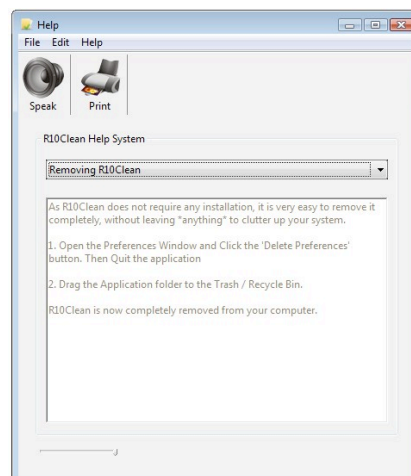 Help
File Edit Help
Speak
Print
R10Clean Help System
Removing R10Clean
As R10Clean does not require any installation, it is very easy to remove it
completely, without leaving *anything* to clutter up your system.
1. Open the Preferences Window and Click the 'Delete Preferences'
button. Then Quit the application
2. Drag the Application folder to the Trash / Recycle Bin.
R10Clean is now completely removed from your computer.